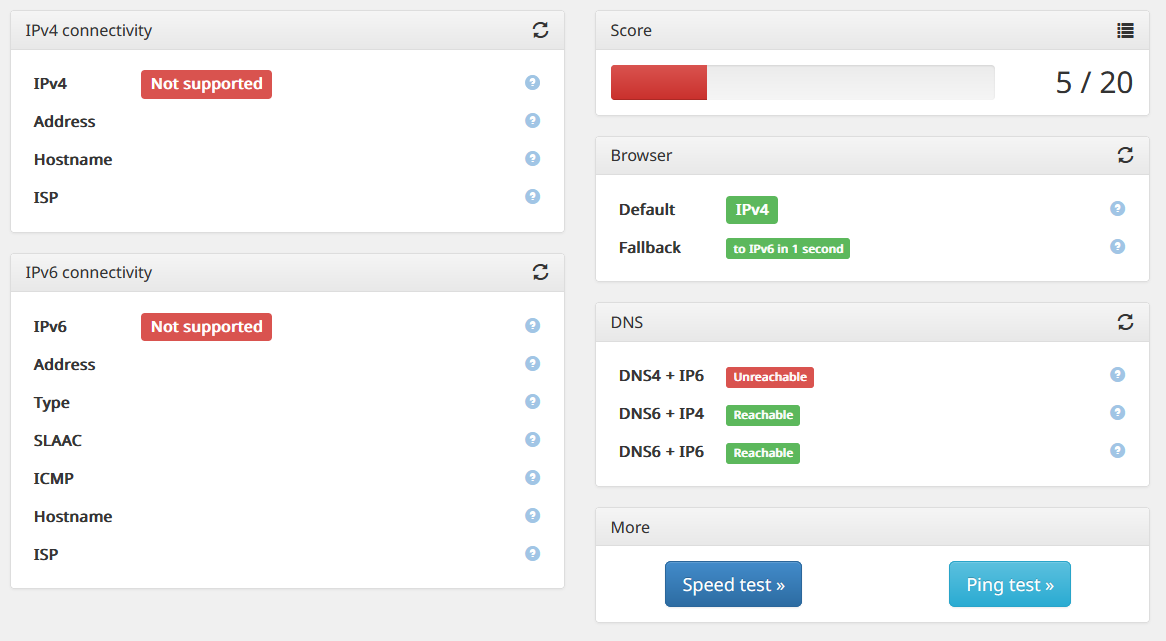 IPv4 connectivity
IPv4 Not supported
Address
Hostname
ISP
IPv6 connectivity
IPv6 Not supported
Address
Type
SLAAC
ICMP
Hostname
ISP
Score
5 / 20
Browser
Default IPv4
Fallback to IPv6 in 1 second
DNS
DNS4 + IP6 Unreachable
DNS6 + IP4 Reachable
DNS6 + IP6 Reachable
More
Speed test » Ping test »